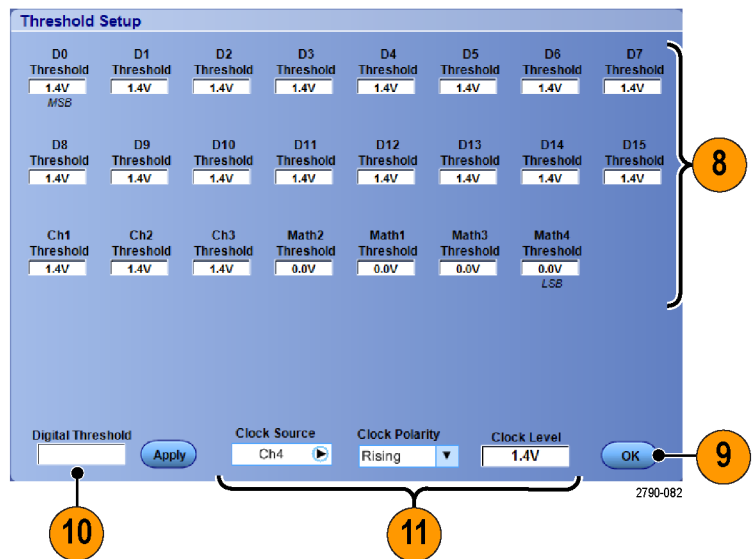 Threshold Setup
D0 D1 D2 D3 D4 D5 D6 D7
Threshold Threshold Threshold Threshold Threshold Threshold Threshold Threshold
1.4V 1.4V 1.4V 1.4V 1.4V 1.4V 1.4V 1.4V
MSB
D8 D9 D10 D11 D12 D13 D14 D15
Threshold Threshold Threshold Threshold Threshold Threshold Threshold Threshold
1.4V 1.4V 1.4V 1.4V 1.4V 1.4V 1.4V 1.4V
8
Ch1 Ch2 Ch3 Math2 Math1 Math3 Math4
Threshold Threshold Threshold Threshold Threshold Threshold Threshold
1.4V 1.4V 1.4V 0.0V 0.0V 0.0V 0.0V
LSB
Digital Threshold Clock Source Clock Polarity Clock Level
Apply Ch4 Rising 1.4V OK 9
2790-082
10 11